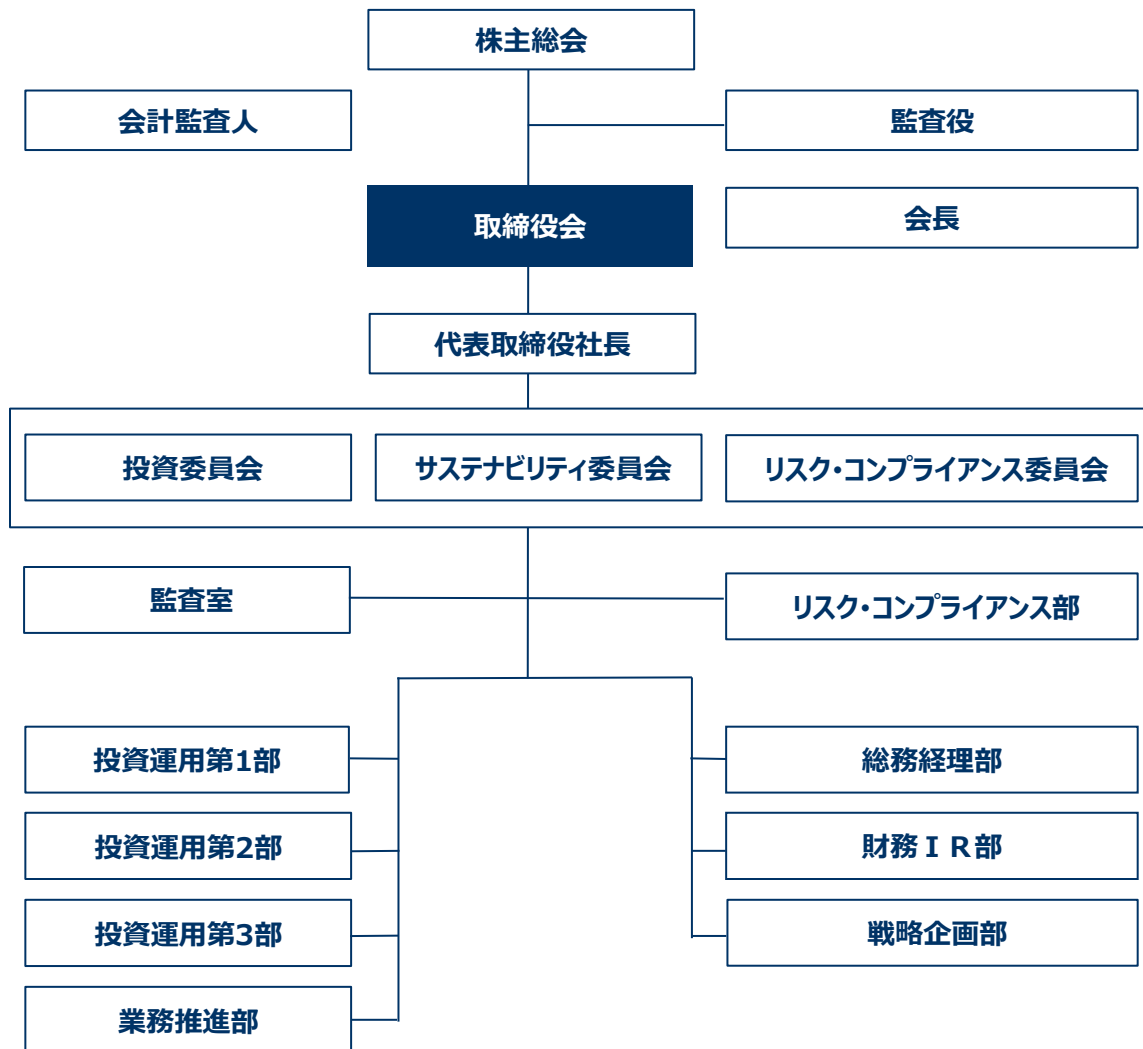 株主総会
会計監査人
監査役
取締役会
会長
代表取締役社長
投資委員会
サステナビリティ委員会
リスク・コンプライアンス委員会
監査室
リスク・コンプライアンス部
投資運用第1部
総務経理部
投資運用第2部
財務ＩＲ部
投資運用第3部
戦略企画部
業務推進部